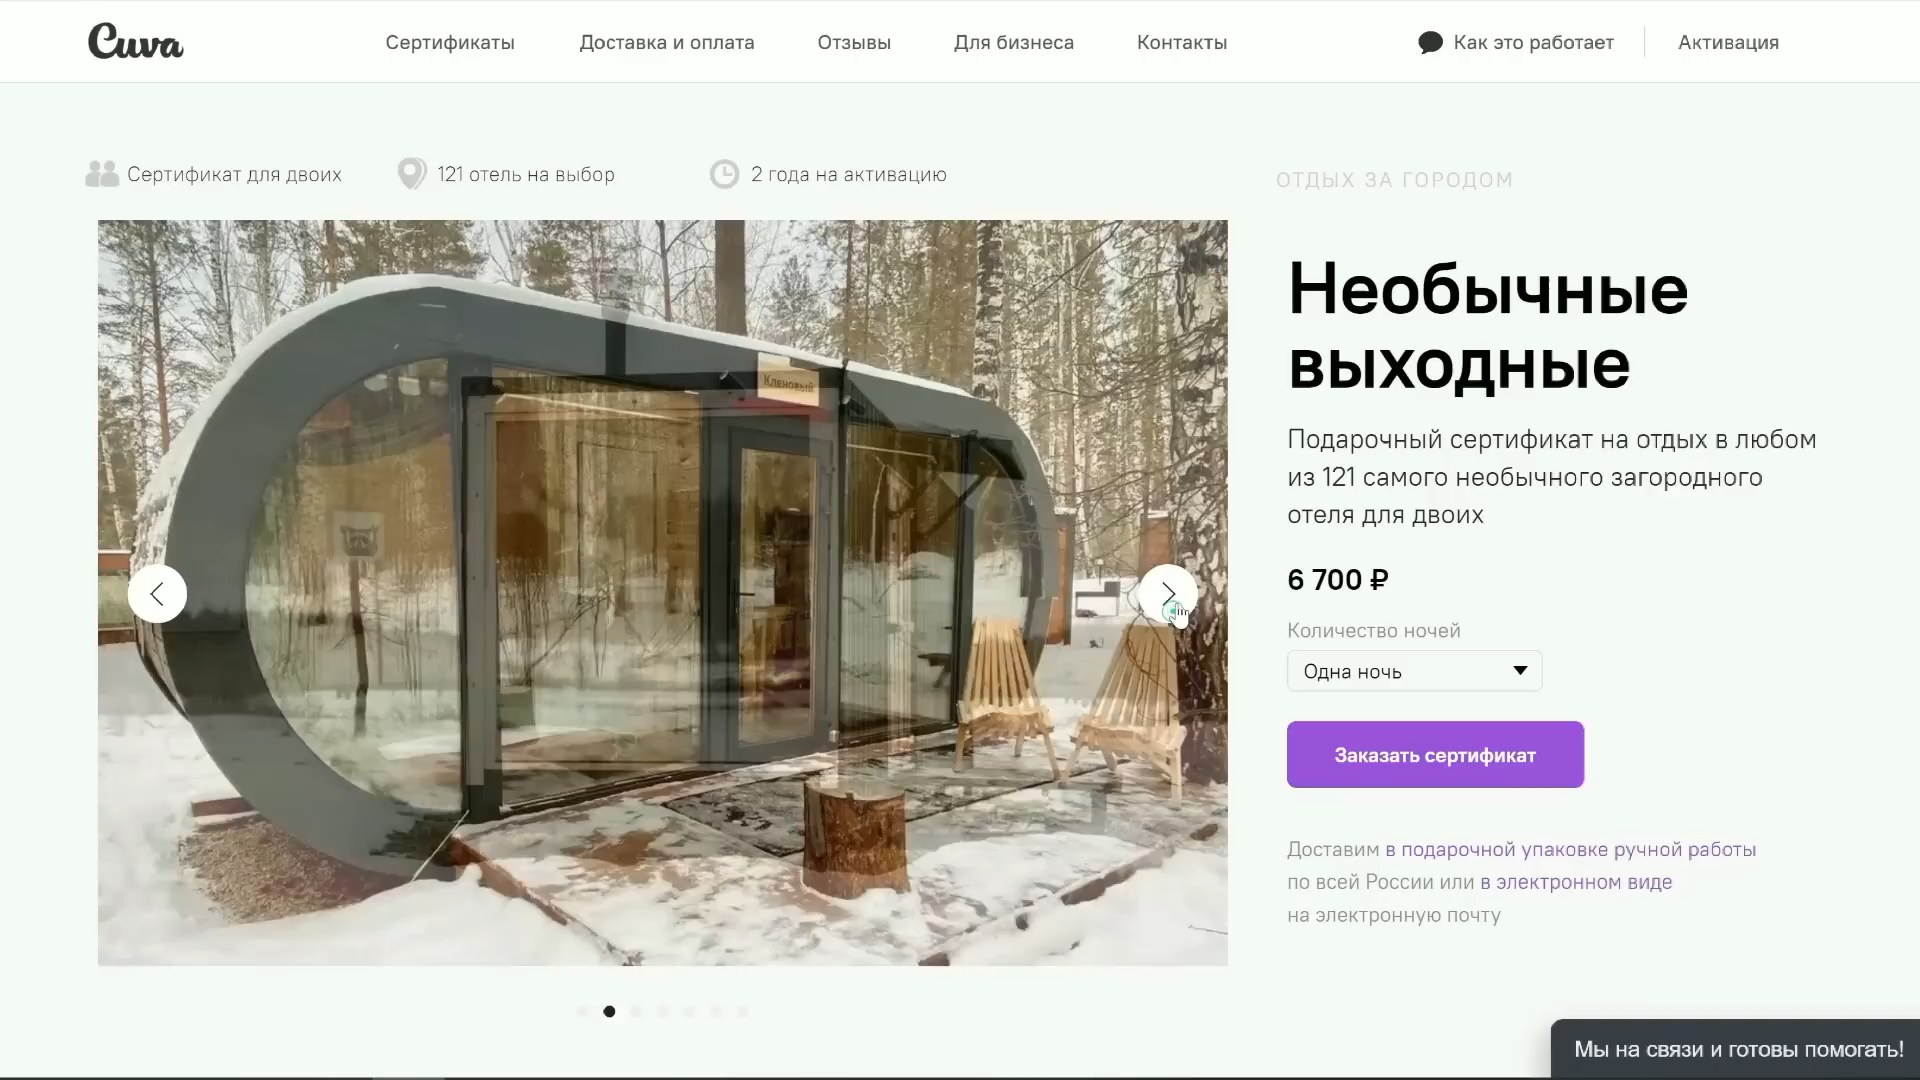 Cuva
Сертификаты
Доставка и оплата
Отзывы
Для бизнеса
Контакты
Как это работает
Активация
Сертификат для двоих
121 отель на выбор
2 года на активацию
ОТДЫХ ЗА ГОРОДОМ
Кленовый
Необычные
выходные
Подарочный сертификат на отдых в любом
из 121 самого необычного загородного
отеля для двоих
6 700 ₽
Количество ночей
Одна ночь
Заказать сертификат
Доставим в подарочной упаковке ручной работы
по всей России или в электронном виде
на электронную почту
Мы на связи и готовы помогать!